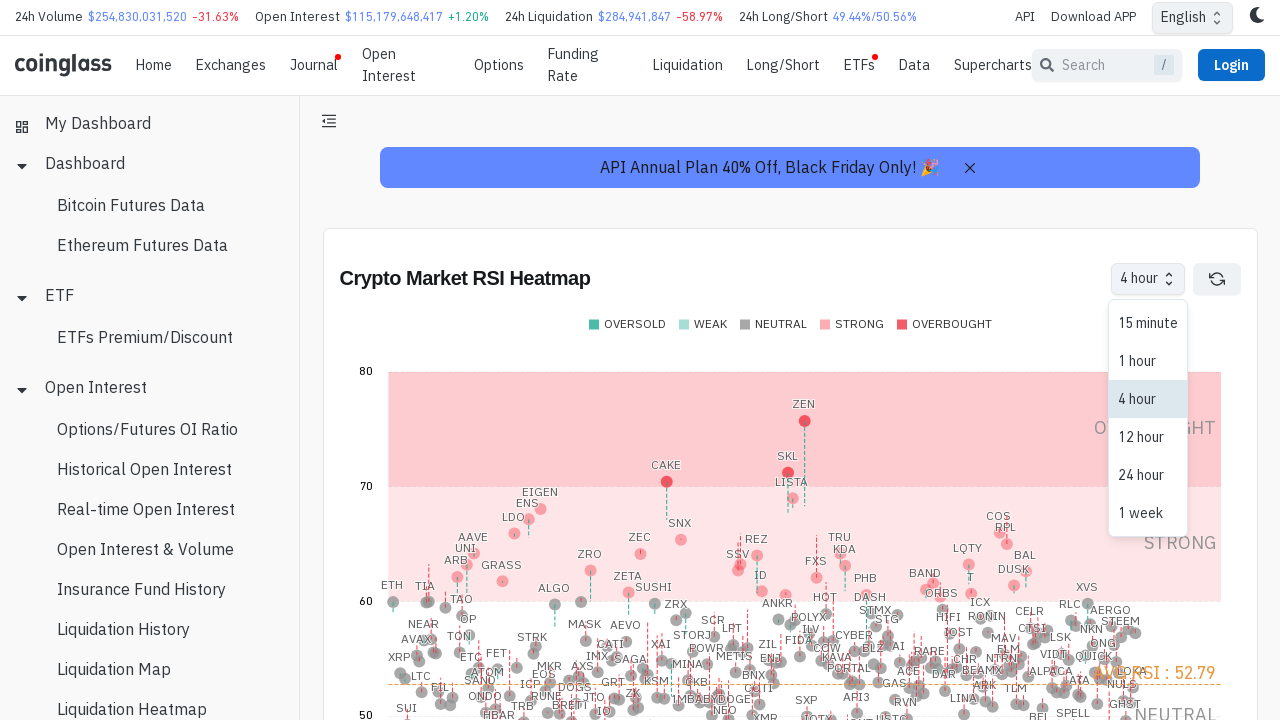 24h Volume $254,830,031,520 -31.63% Open Interest $115,179,648,417 +1.20% 24h Liquidation $284,941,847 -58.97% 24h Long/Short 49.44%/50.56% API Download APP English
coinglass Home Exchanges Journal Open Interest Options Funding Rate Liquidation Long/Short ETFs Data Supercharts Search / Login
My Dashboard
Dashboard
Bitcoin Futures Data
Ethereum Futures Data
ETF
ETFs Premium/Discount
Open Interest
Options/Futures OI Ratio
Historical Open Interest
Real-time Open Interest
Open Interest & Volume
Insurance Fund History
Liquidation History
Liquidation Map
Liquidation Heatmap
API Annual Plan 40% Off, Black Friday Only! 🎉
Crypto Market RSI Heatmap
4 hour
15 minute
1 hour
4 hour
12 hour
24 hour
1 week
OVERSOLD WEAK NEUTRAL STRONG OVERBOUGHT
80
ZEN
SKL
CAKE
LISTA
70
EIGEN
ENS
LDO
SNX
COS
RPL
STRONG
AAVE
ZEC
REZ
TRU
UNI
KDA
LQTY
ARB
ZRO
SSV
BAL
GRASS
FXS
DUSK
ID
BAND
T
ETH
TIA
ALGO
ZETA
SUSHI
PHB
XVS
60
TAO
ZRX
ANKR
HOT
DASH
ORBS
ICX
RLC
AERGO
NEAR
OP
MASK
AEVO
SCR
LPT
POLYX
STMX
STG
HIFI
RONIN
CELR
STEEM
AVAX
TON
STRK
CATI
XAI
STORJ
ZIL
FIDA
ILV
CYBER
IOST
MAV
CTSI
LSK
NKN
XRP
ETC
FET
IMX
SAGA
POWR
METIS
ENJ
COW
KAVA
BLZ
AI
RARE
CHR
FLM
NTRN
VIDT
QUICK
ONG
LTC
SAND
ATOM
MKR
EOS
AXS
GRT
KSM
MINA
CKB
BNX
PORTAL
ACE
DAR
BEAMX
ALPACA
ATA
AVG RSI : 52.79
FIL
ONDO
ICP
RUNE
DOGS
JTO
ZK
DOGE
GAS
API3
RVN
LINA
ARK
TLM
NULS
SUI
HBAR
TRB
BRETT
IO
NEO
XMR
SXP
BEL
SPELL
GHST
50
NEUTRAL